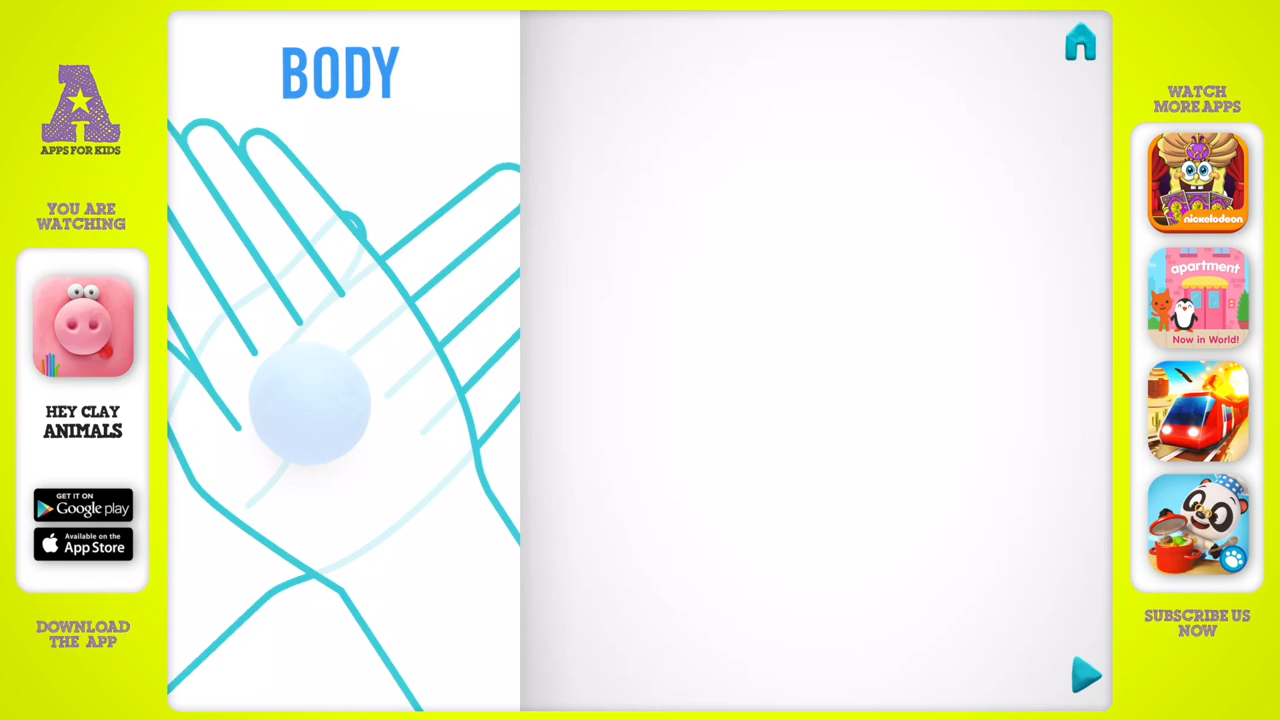 BODY
A
APPS FOR KIDS
YOU ARE
WATCHING
HEY CLAY
ANIMALS
GET IT ON
Google play
Available on the
App Store
DOWNLOAD
THE APP
WATCH
MORE APPS
nickelodeon
apartment
Now in World!
SUBSCRIBE US
NOW